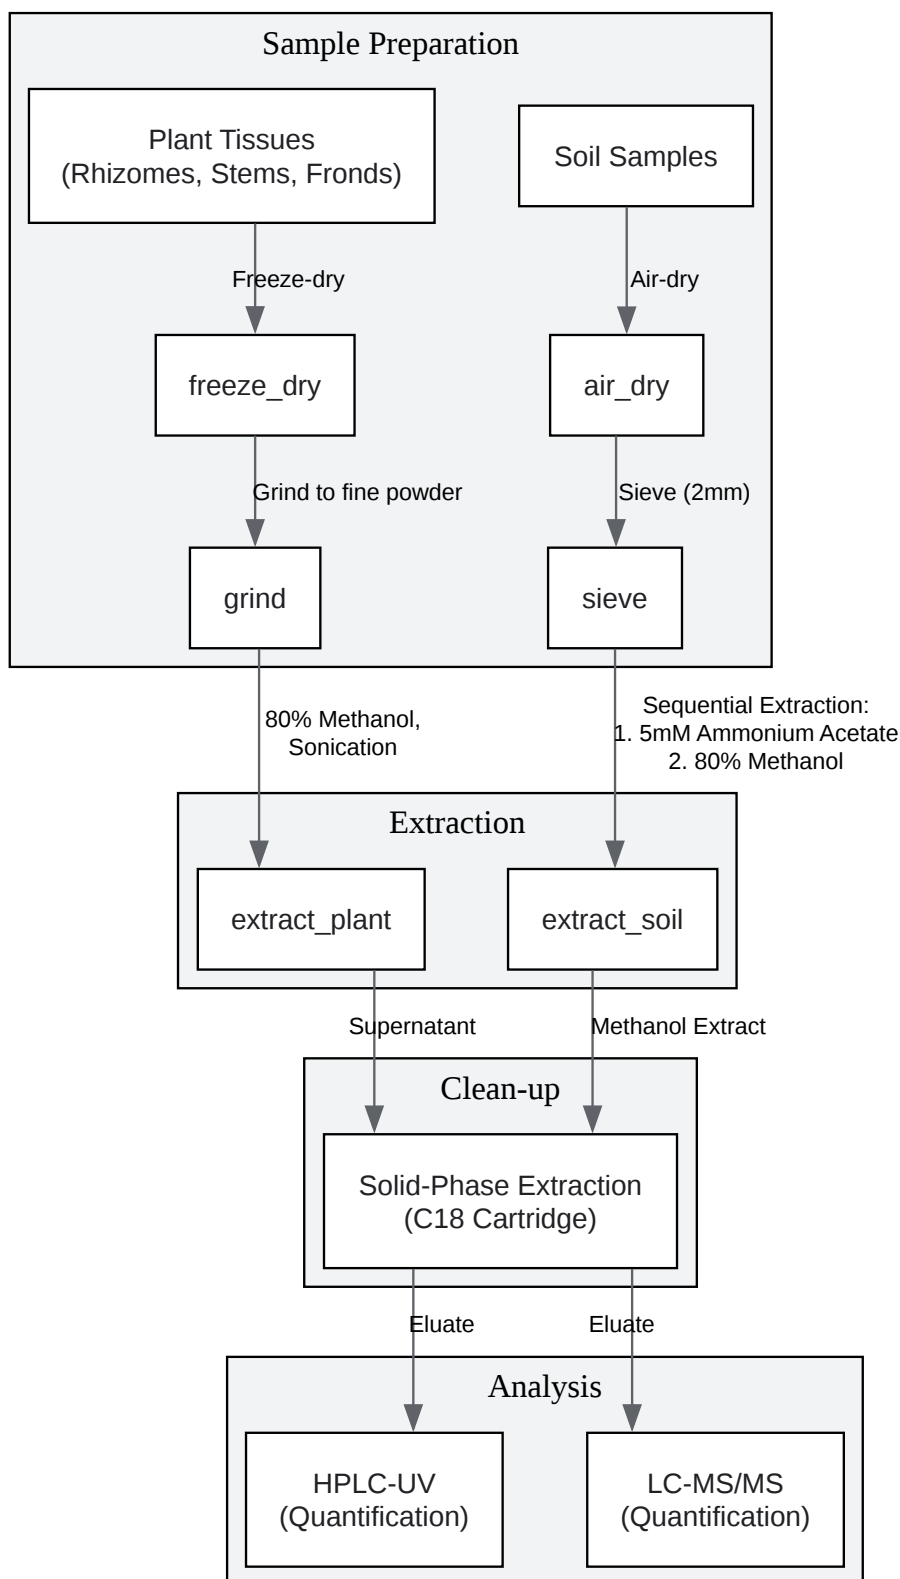 Sample Preparation
Plant Tissues
(Rhizomes, Stems, Fronds)
Soil Samples
Freeze-dry
Air-dry
freeze_dry
air_dry
Grind to fine powder
Sieve (2mm)
grind
sieve
80% Methanol,
Sonication
Sequential Extraction:
1. 5mM Ammonium Acetate
2. 80% Methanol
Extraction
extract_plant
extract_soil
Supernatant
Methanol Extract
Clean-up
Solid-Phase Extraction
(C18 Cartridge)
Eluate
Eluate
Analysis
HPLC-UV
(Quantification)
LC-MS/MS
(Quantification)